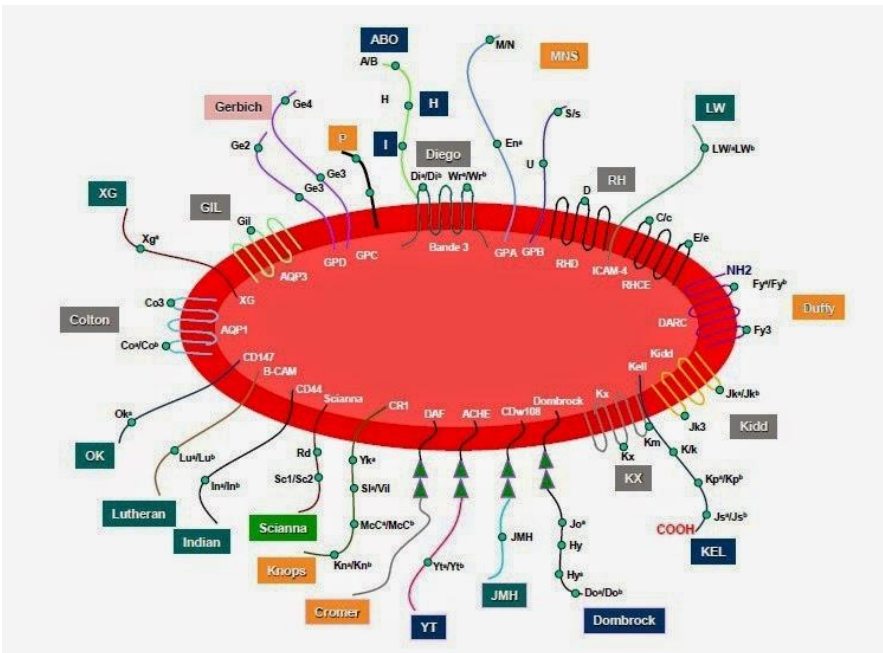 ABO
A/B
M/N
MNS
Ge4
Gerbich
H
H
S/s
LW
P
I
Ge2
Enª
LW/ªLWᵇ
Diego
Ge3
Ge3
U
Diª/Diᵇ
Wrª/Wrᵇ
D
RH
XG
GIL
Gil
C/c
Xgª
E/e
AQP3
GPD
GPC
Bande 3
GPA
GPB
RHD
ICAM-4
RHCE
NH2
Fyª/Fyᵇ
XG
Co3
Duffy
Colton
AQP1
DARC
Fy3
Coª/Coᵇ
CD147
B-CAM
Kidd
Kell
CD44
Scianna
CR1
DAF
ACHE
CDw108
Dombrock
Kx
Jkª/Jkᵇ
Okª
Jk3
Kidd
Km
OK
Luª/Luᵇ
Rd
Ykª
Kx
K/k
KX
Inª/Inᵇ
Sc1/Sc2
Slª/Vil
Kpª/Kpᵇ
Lutheran
Scianna
McCª/McCᵇ
Joª
Jsª/Jsᵇ
COOH
Indian
JMH
Hy
KEL
Knops
Knª/Knᵇ
Ytª/Ytᵇ
Hyª
JMH
Doª/Doᵇ
Cromer
YT
Dombrock